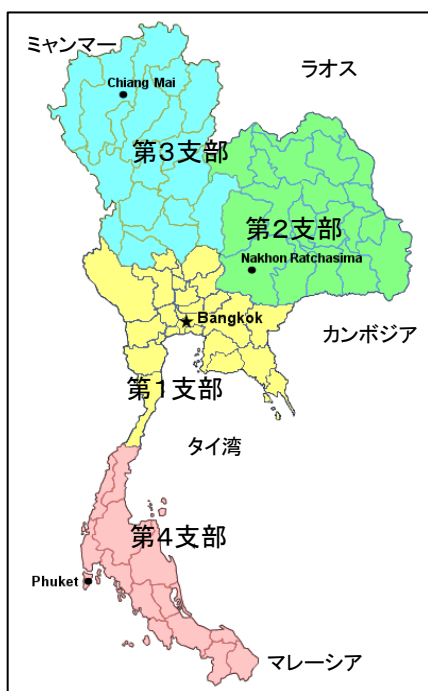 ミャンマー
ラオス
Chiang Mai
第３支部
第２支部
Nakhon Ratchasima
Bangkok
カンボジア
第１支部
タイ湾
第４支部
Phuket
マレーシア